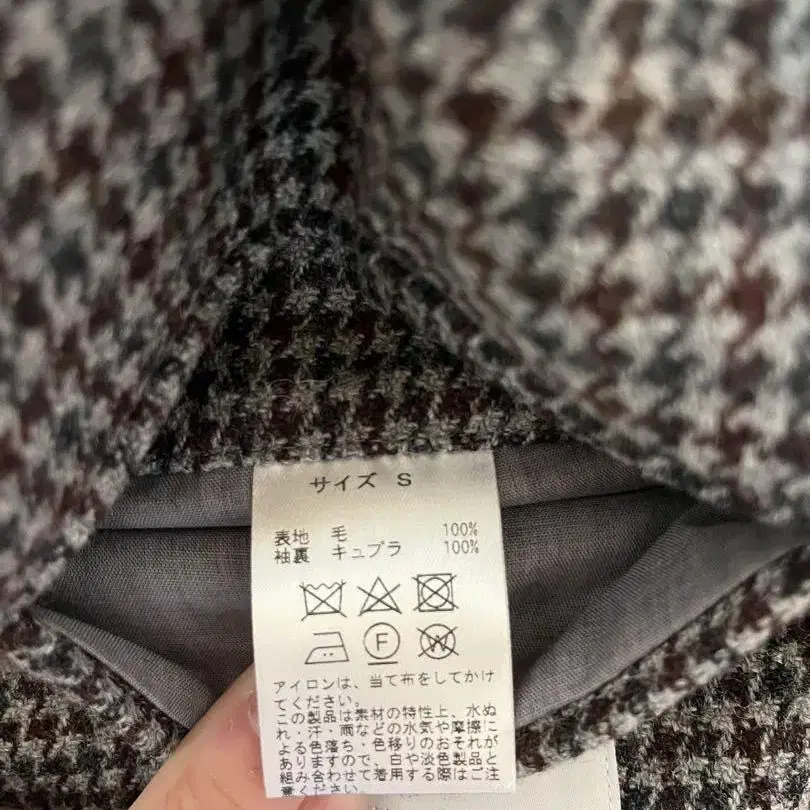 サイズ S
表地 毛 100%
袖裏 キュプラ 100%
F
W
アイロンは、当て布をしてかけ
てください。
この製品は素材の特性上、水ぬ
れ・汗・雨などの水気や摩擦に
よる色落ち・色移りのおそれが
ありますので、白や淡色製品と
組み合わせて着用する際はご注
意ください。